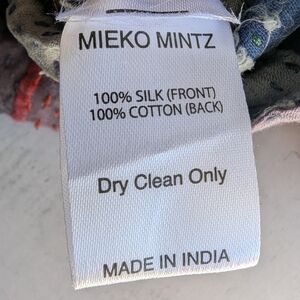 MIEKO MINTZ
100% SILK (FRONT)
100% COTTON (BACK)
Dry Clean Only
MADE IN INDIA